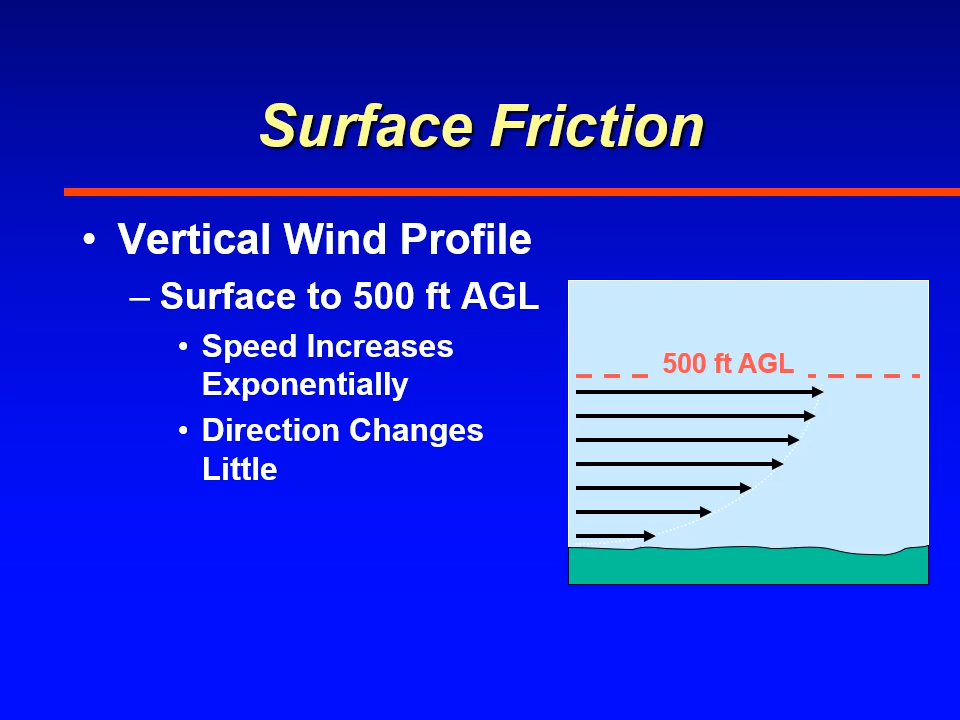 Surface Friction
• Vertical Wind Profile
– Surface to 500 ft AGL
• Speed Increases
Exponentially
• Direction Changes
Little
500 ft AGL